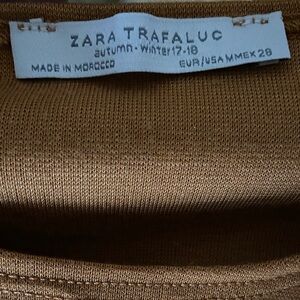 ZARA TRAFALUC
autumn - winter 17-18
MADE IN MOROCCO EUR/USA M MEX 28